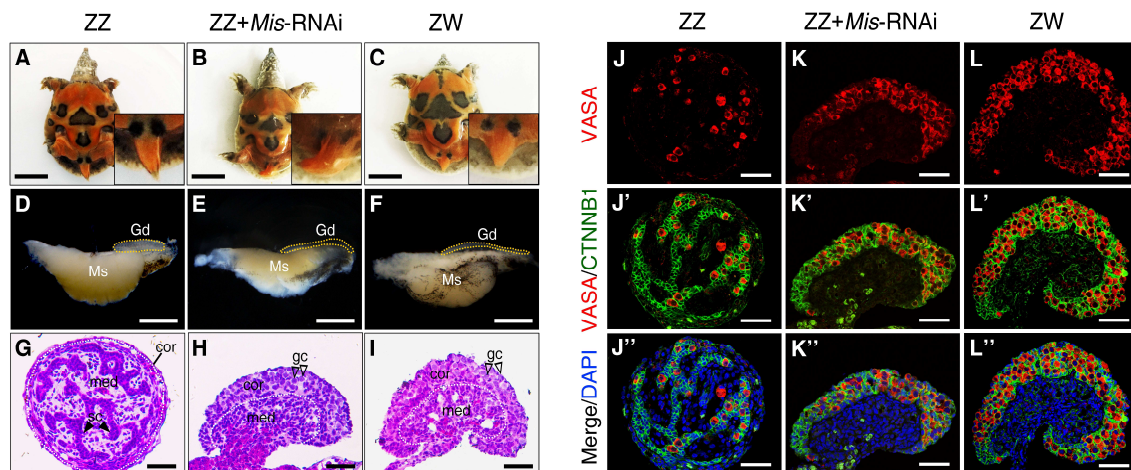 ZZ ZZ+Mis-RNAi ZW
A B C
D Gd Ms E Gd Ms F Gd Ms
G cor med sc H gc cor med I gc cor med
ZZ ZZ+Mis-RNAi ZW
VASA J K L
VASA/CTNNB1 J' K' L'
Merge/DAPI J'' K'' L''